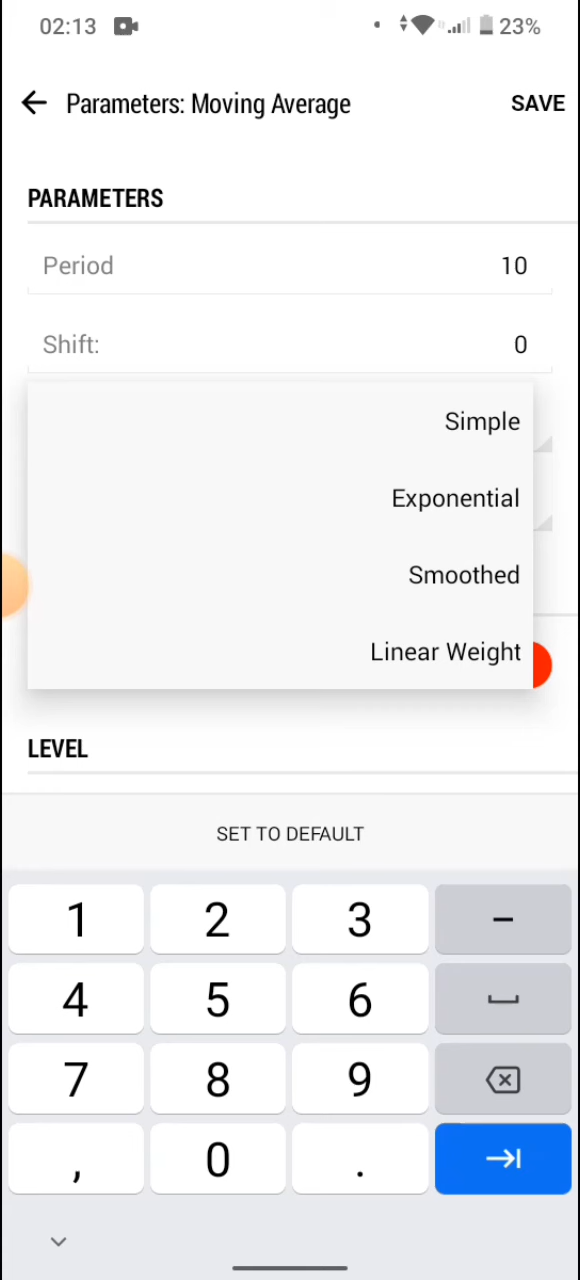 02:13 23%
Parameters: Moving Average SAVE
PARAMETERS
Period 10
Shift: 0
Simple
Exponential
Smoothed
Linear Weight
LEVEL
SET TO DEFAULT
1 2 3 −
4 5 6
7 8 9
, 0 .